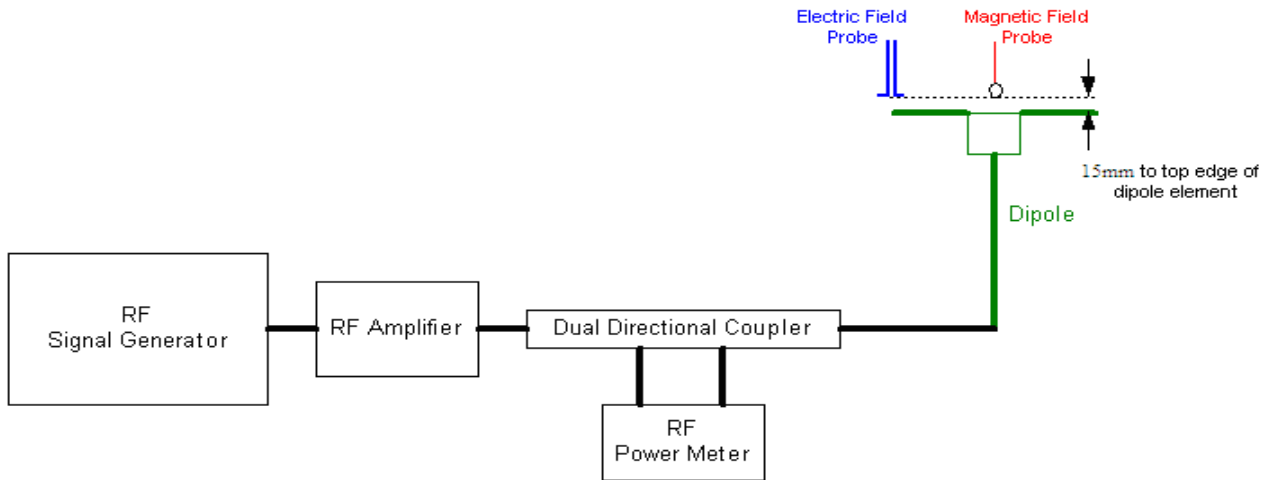 Electric Field
Probe
Magnetic Field
Probe
15mm to top edge of
dipole element
Dipole
RF
Signal Generator
RF Amplifier
Dual Directional Coupler
RF
Power Meter